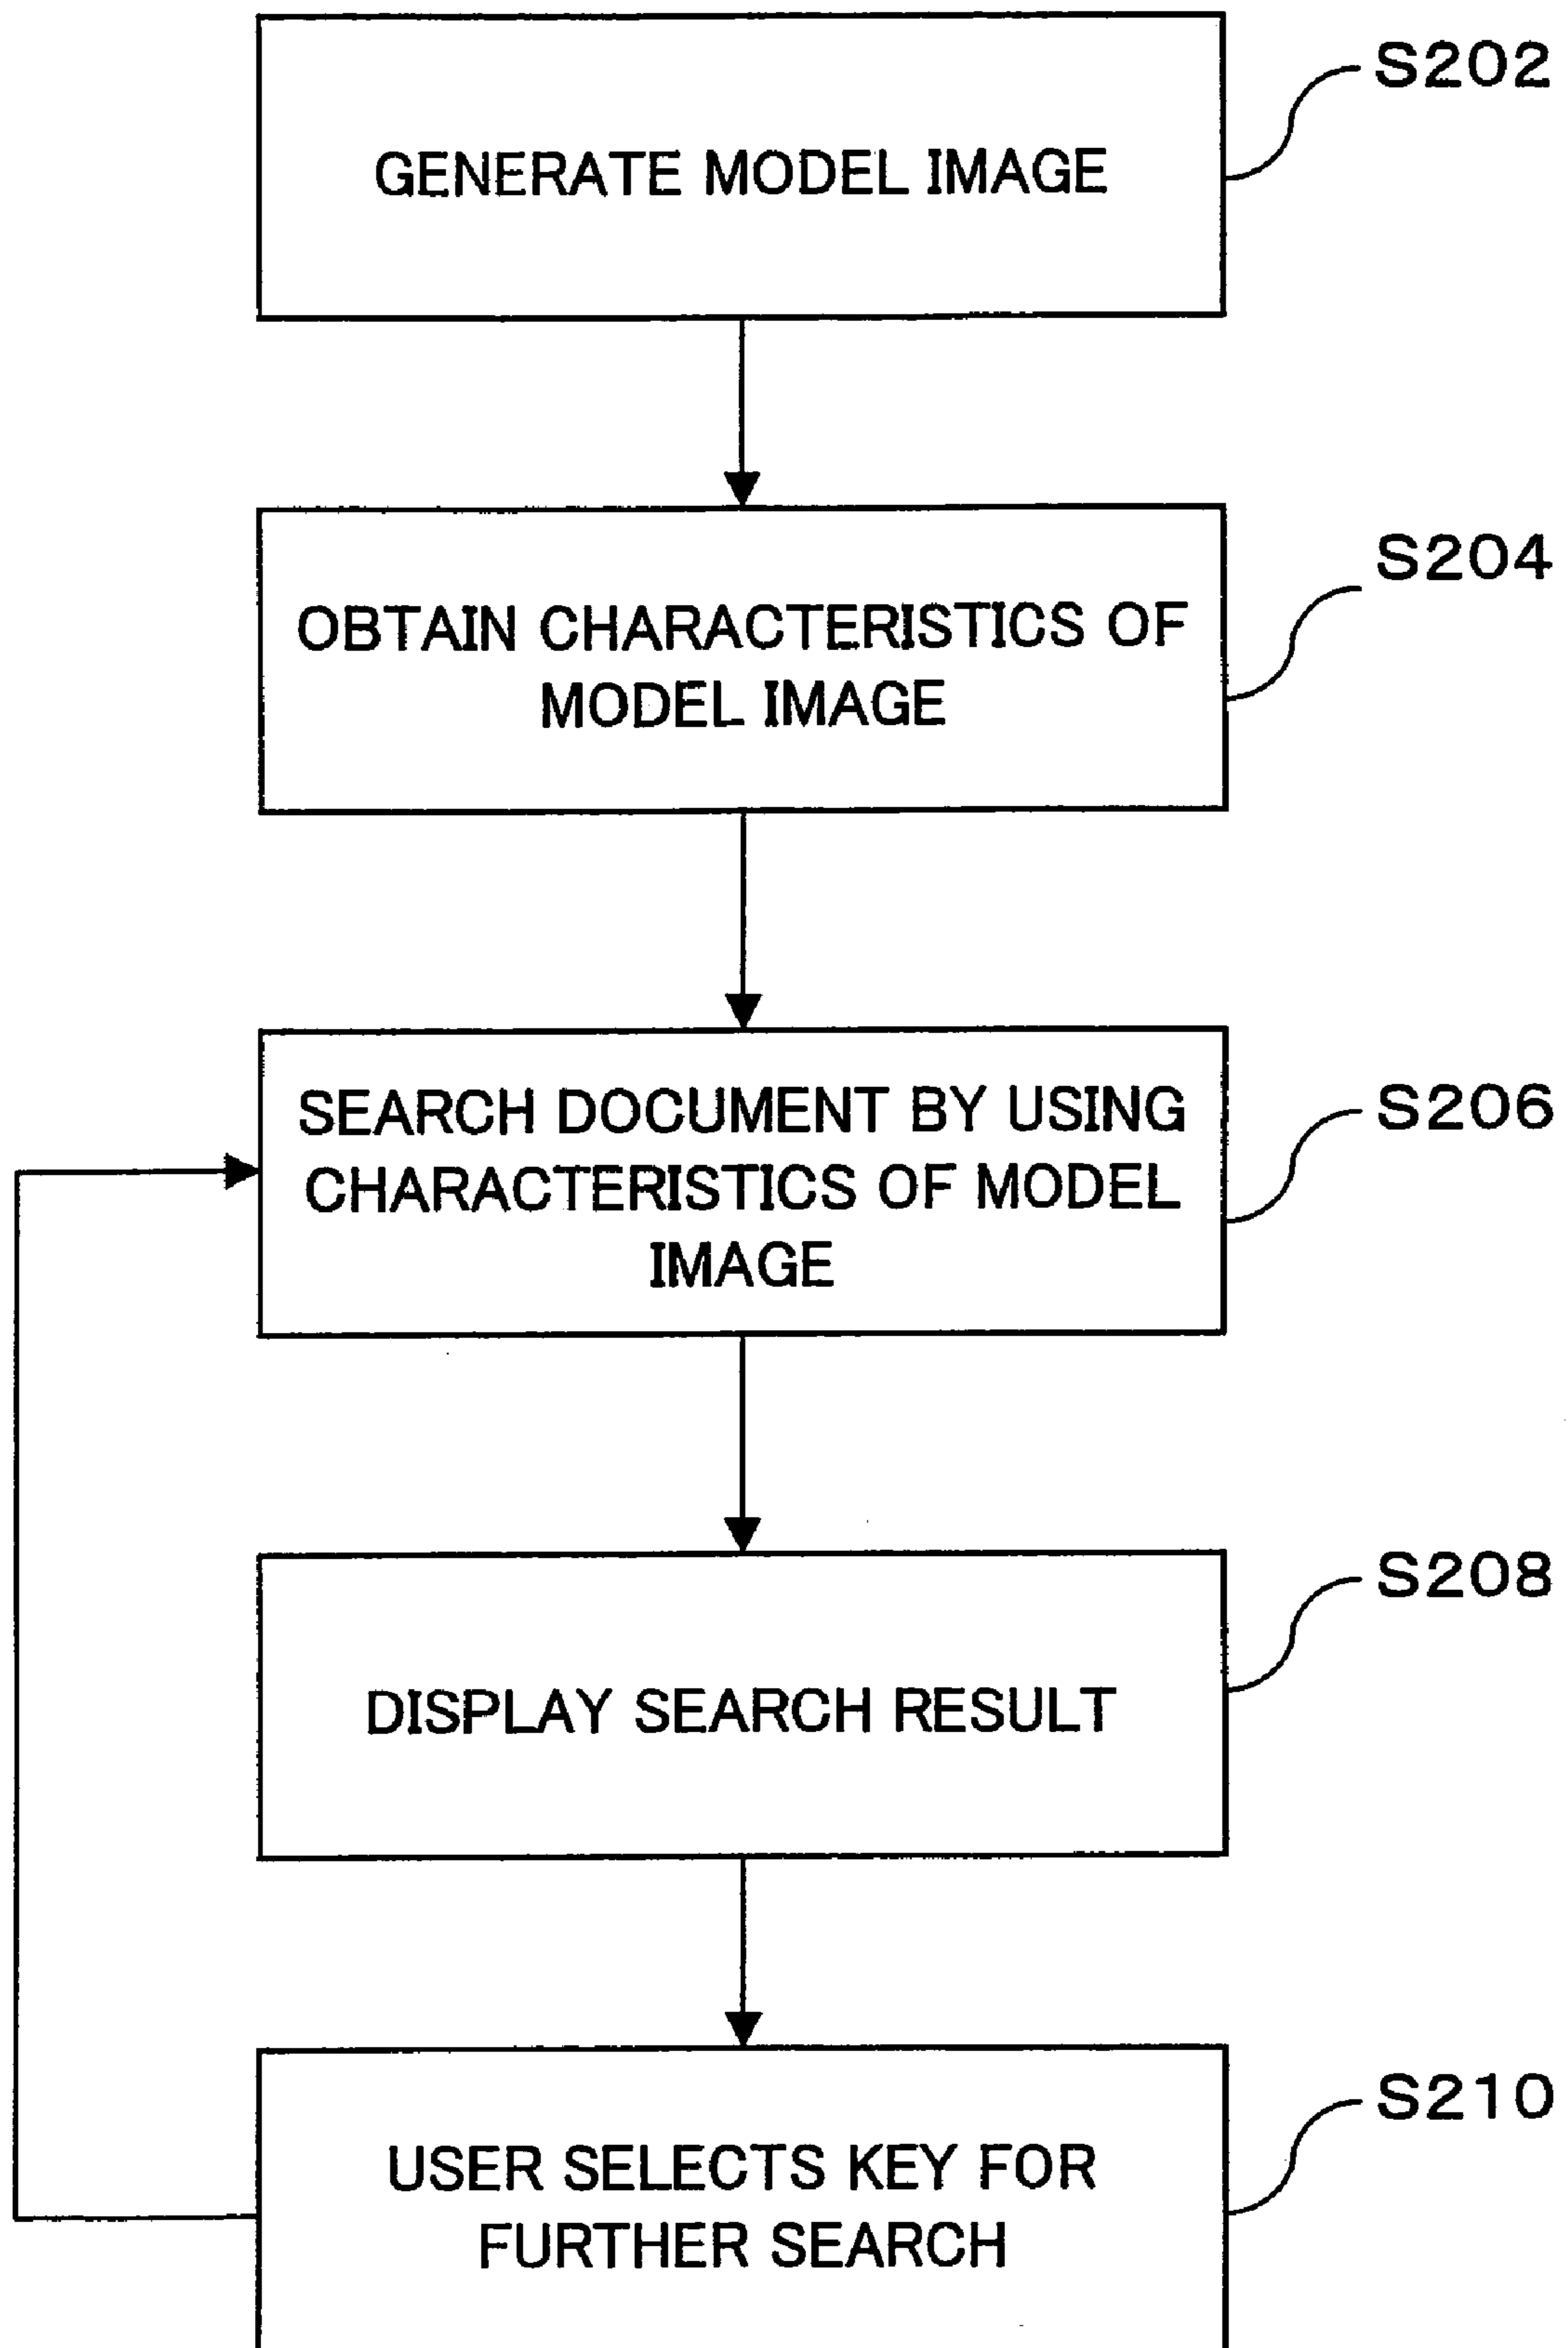 S202
GENERATE MODEL IMAGE
S204
OBTAIN CHARACTERISTICS OF
MODEL IMAGE
S206
SEARCH DOCUMENT BY USING
CHARACTERISTICS OF MODEL
IMAGE
S208
DISPLAY SEARCH RESULT
S210
USER SELECTS KEY FOR
FURTHER SEARCH